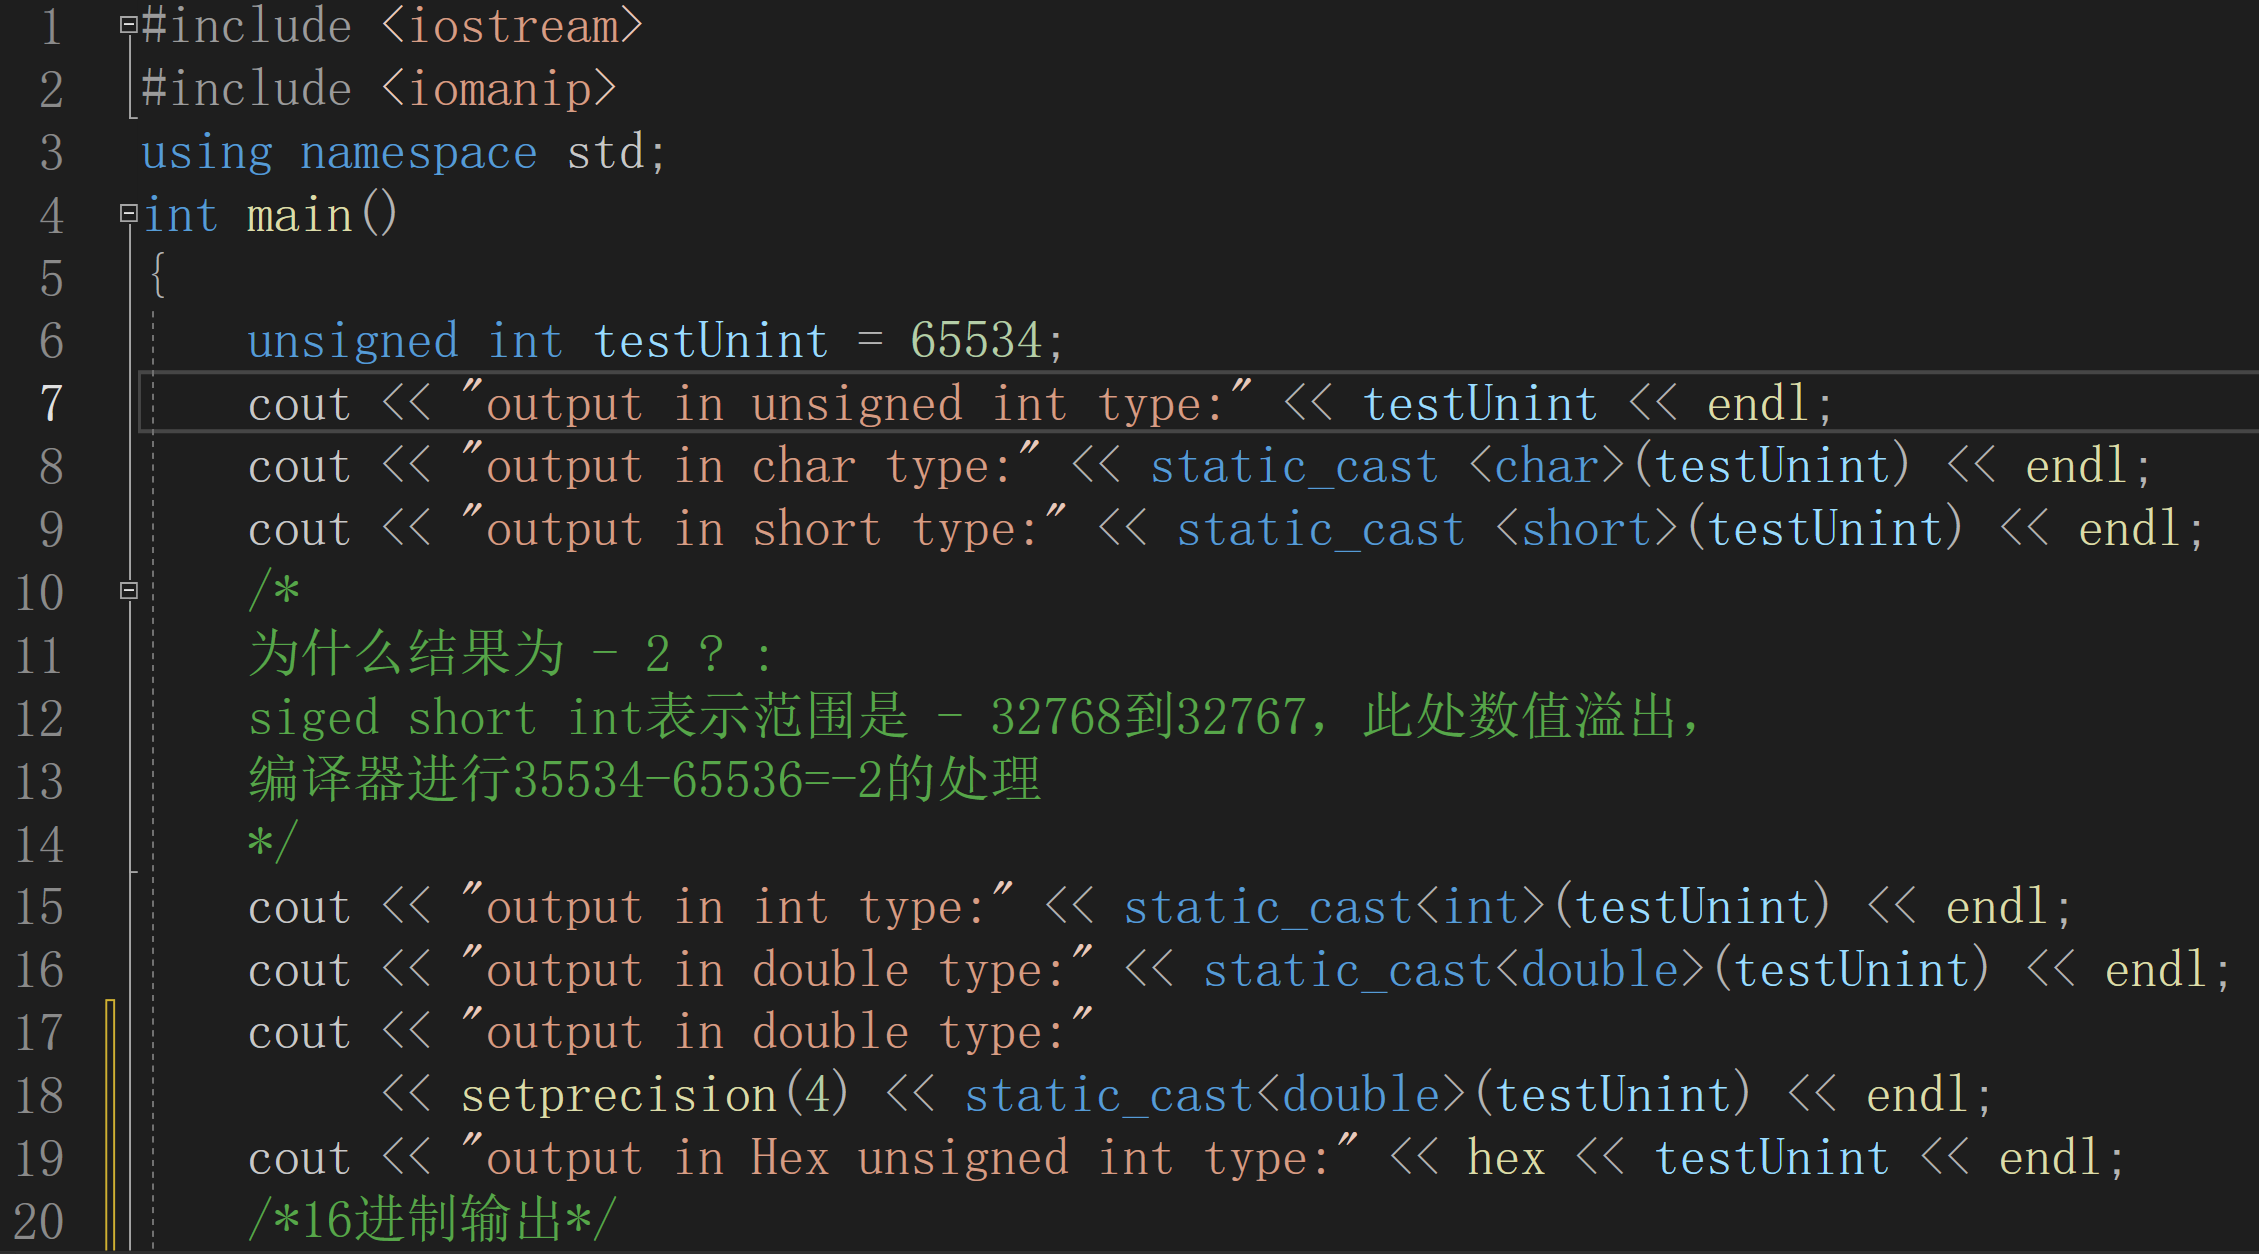 1 #include <iostream>
2 #include <iomanip>
3 using namespace std;
4 int main()
5 {
6 unsigned int testUnint = 65534;
7 cout << "output in unsigned int type:" << testUnint << endl;
8 cout << "output in char type:" << static_cast <char>(testUnint) << endl;
9 cout << "output in short type:" << static_cast <short>(testUnint) << endl;
10 /*
11 为什么结果为 - 2 ? :
12 siged short int表示范围是 - 32768到32767，此处数值溢出，
13 编译器进行35534-65536=-2的处理
14 */
15 cout << "output in int type:" << static_cast<int>(testUnint) << endl;
16 cout << "output in double type:" << static_cast<double>(testUnint) << endl;
17 cout << "output in double type:"
18 << setprecision(4) << static_cast<double>(testUnint) << endl;
19 cout << "output in Hex unsigned int type:" << hex << testUnint << endl;
20 /*16进制输出*/